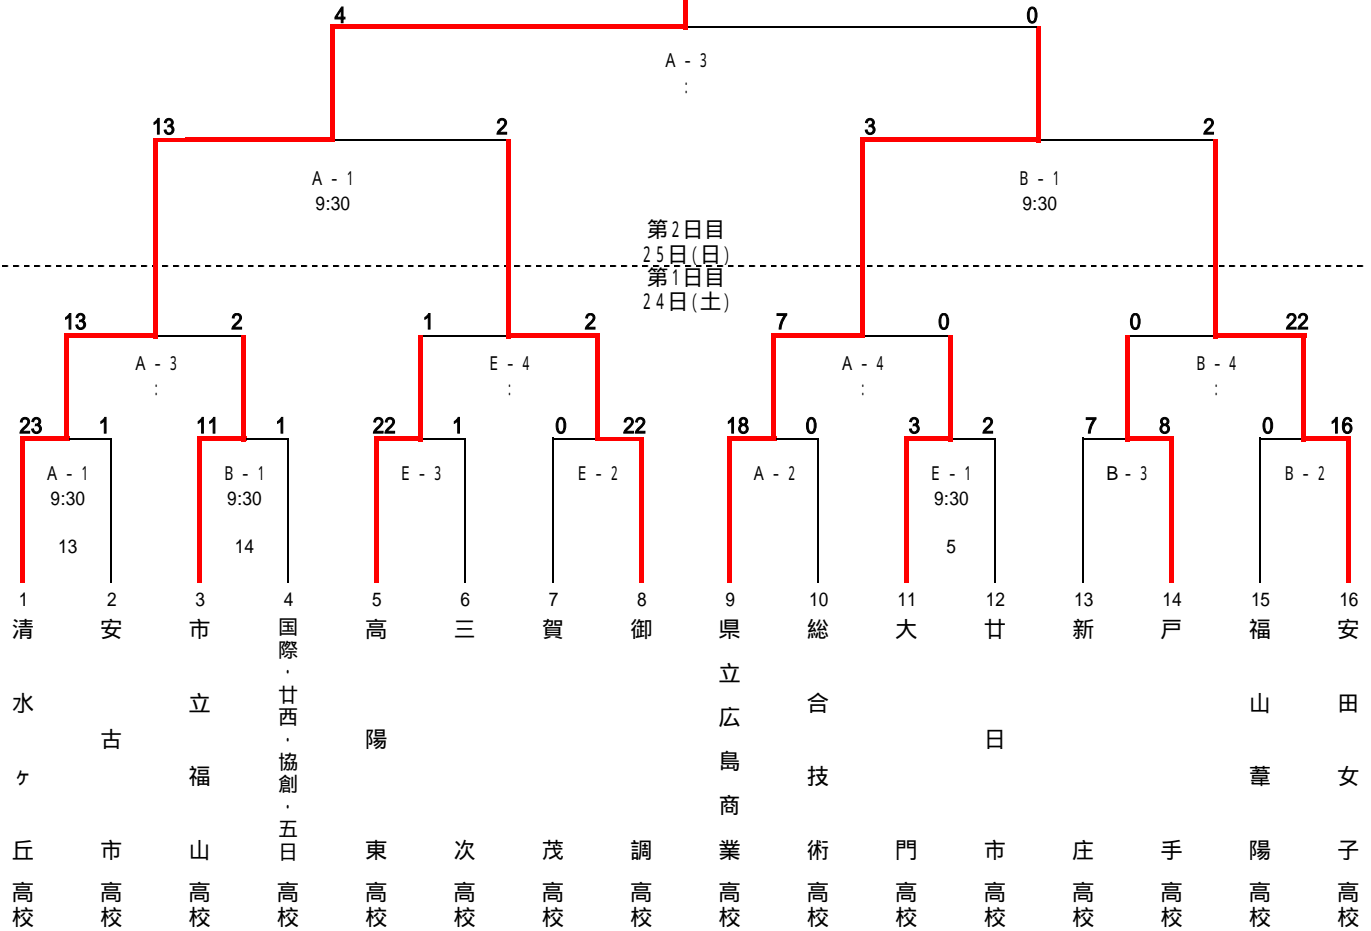 4 0
A - 3
:
13 2 3 2
A - 1 B - 1
9:30 9:30
第2日目
25日(日)
第1日目
24日(土)
13 2 1 2 7 0 0 22
A - 3 E - 4 A - 4 B - 4
: : : :
23 1 11 1 22 1 0 22 18 0 3 2 7 8 0 16
A - 1 B - 1 E - 3 E - 2 A - 2 E - 1 B - 3 B - 2
9:30 9:30 9:30
13 14 5
1 2 3 4 5 6 7 8 9 10 11 12 13 14 15 16
清水ヶ丘高校
安古市高校
市立福山高校
国際・廿西・協創・五日高校
高陽東高校
三次高校
賀茂高校
御調高校
県立広島商業高校
総合技術高校
大門高校
廿日市高校
新庄高校
戸手高校
福山葦陽高校
安田女子高校